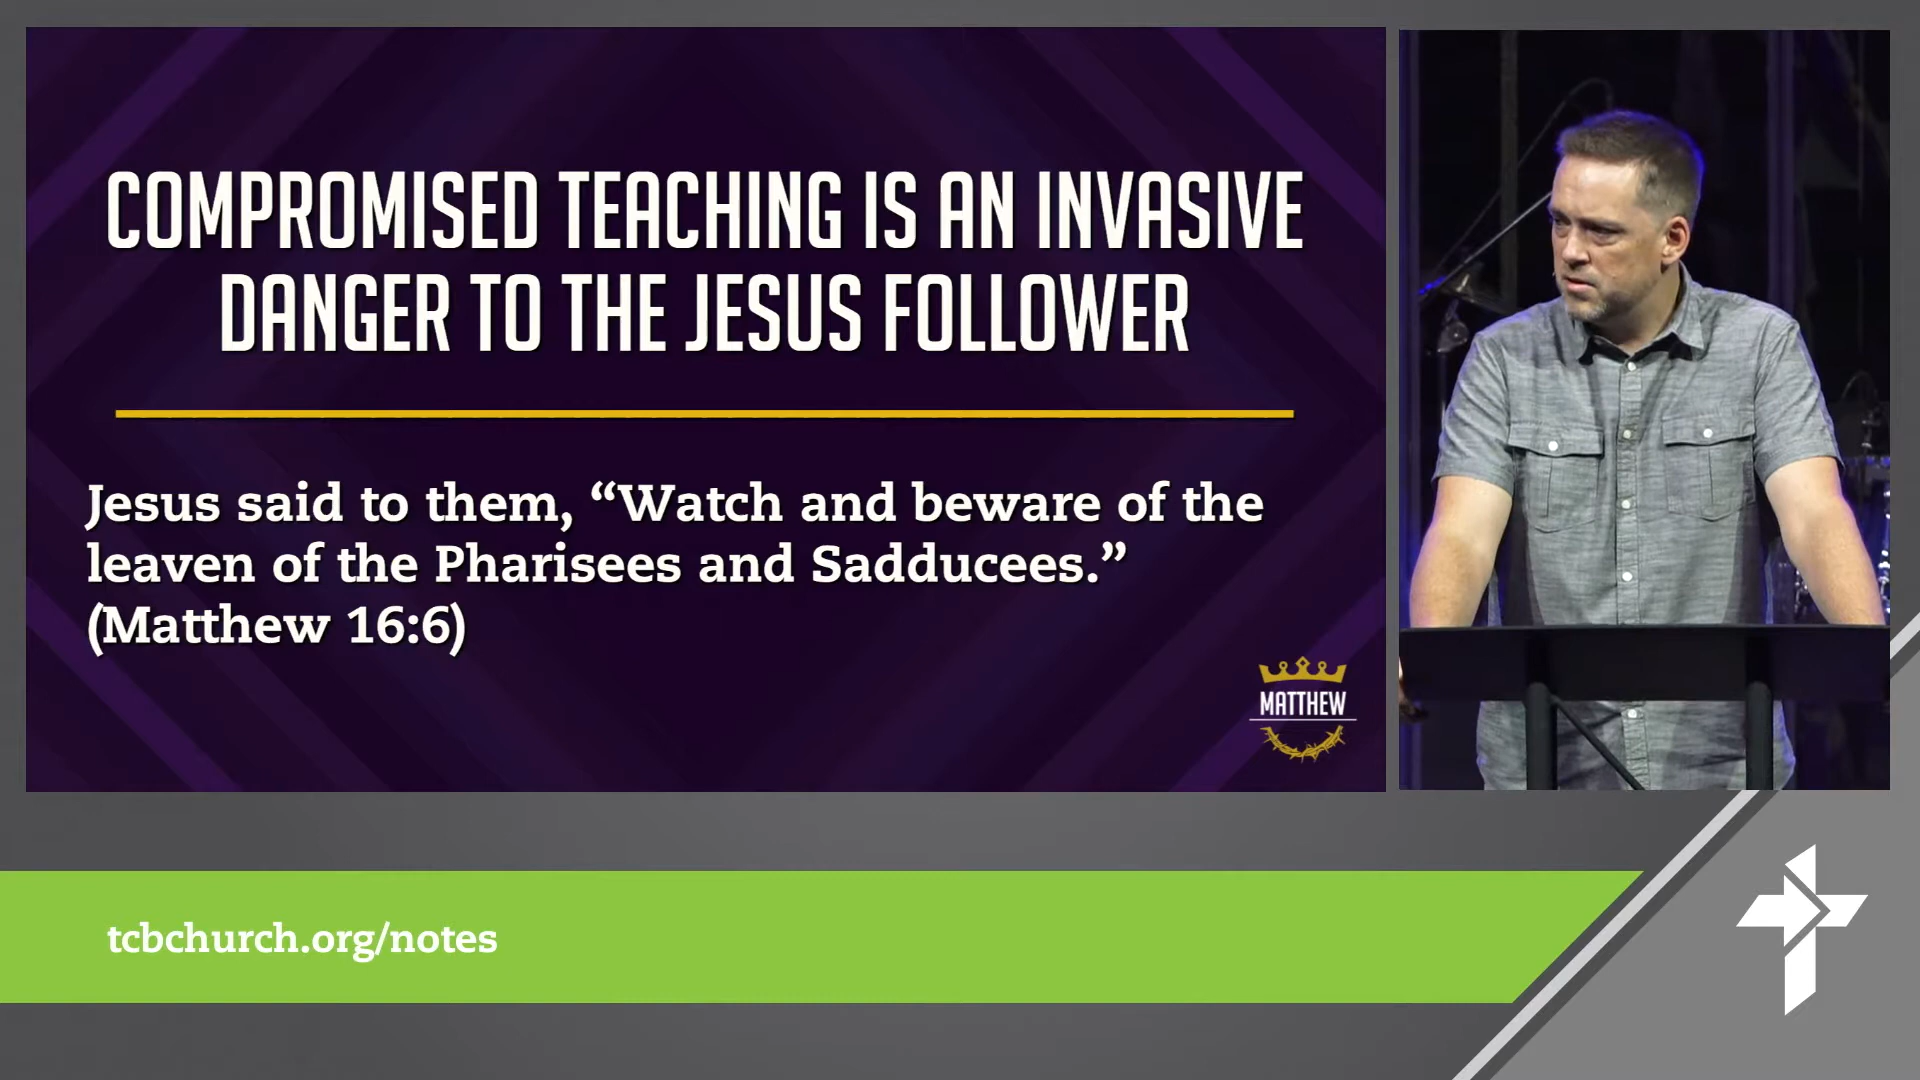 COMPROMISED TEACHING IS AN INVASIVE
DANGER TO THE JESUS FOLLOWER
Jesus said to them, “Watch and beware of the
leaven of the Pharisees and Sadducees.”
(Matthew 16:6)
MATTHEW
tcbchurch.org/notes